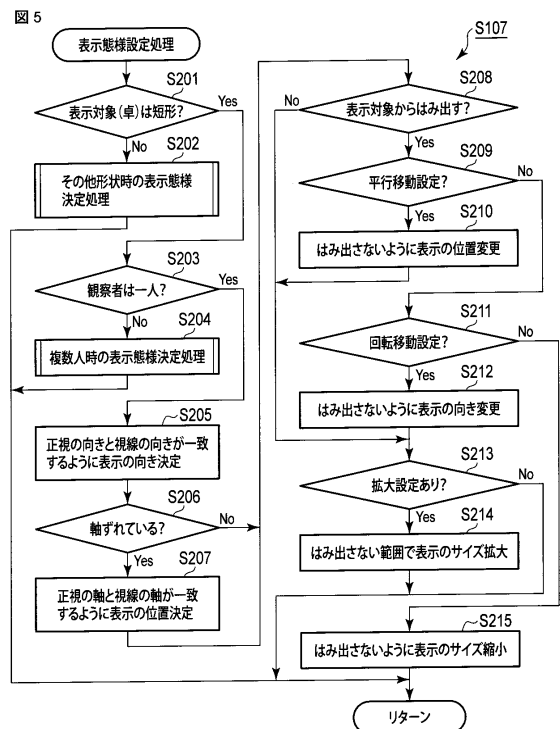 図 5
表示態様設定処理
S107
S201
表示対象(卓)は短形?
Yes
No
S202
その他形状時の表示態様
決定処理
S203
観察者は一人?
Yes
No
S204
複数人時の表示態様決定処理
S205
正視の向きと視線の向きが一致
するように表示の向き決定
S206
軸ずれている?
No
Yes
S207
正視の軸と視線の軸が一致
するように表示の位置決定
S208
No
表示対象からはみ出す?
Yes
S209
平行移動設定?
No
Yes
S210
はみ出さないように表示の位置変更
S211
回転移動設定?
No
Yes
S212
はみ出さないように表示の向き変更
S213
拡大設定あり?
No
Yes
S214
はみ出さない範囲で表示のサイズ拡大
S215
はみ出さないように表示のサイズ縮小
リターン